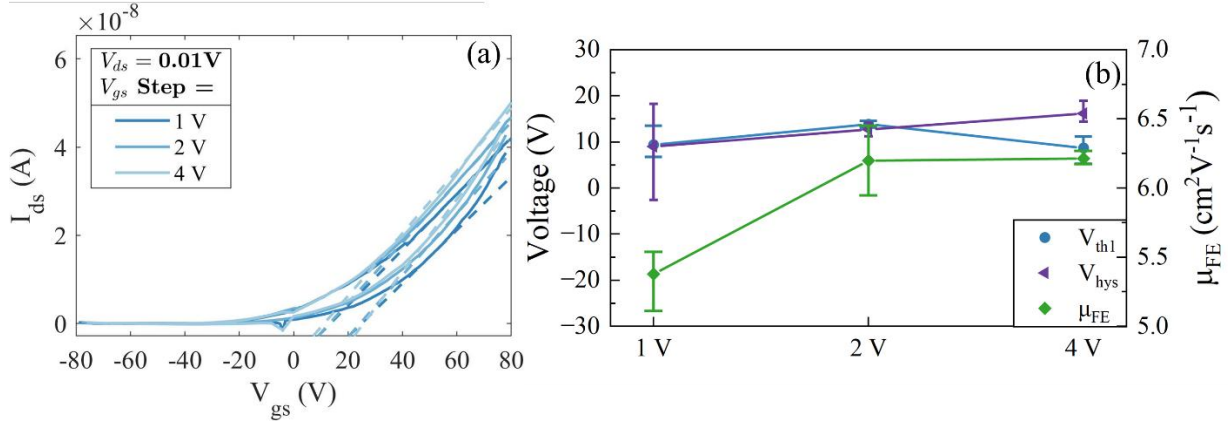 ×10⁻⁸
(a)
V_ds = 0.01V
V_gs Step =
1 V
2 V
4 V
6
4
2
0
I_ds (A)
-80 -60 -40 -20 0 20 40 60 80
V_gs (V)
(b)
30
20
10
0
−10
−20
−30
Voltage (V)
7.0
6.5
6.0
5.5
5.0
μ_FE (cm²V⁻¹s⁻¹)
V_th1
V_hys
μ_FE
1 V 2 V 4 V